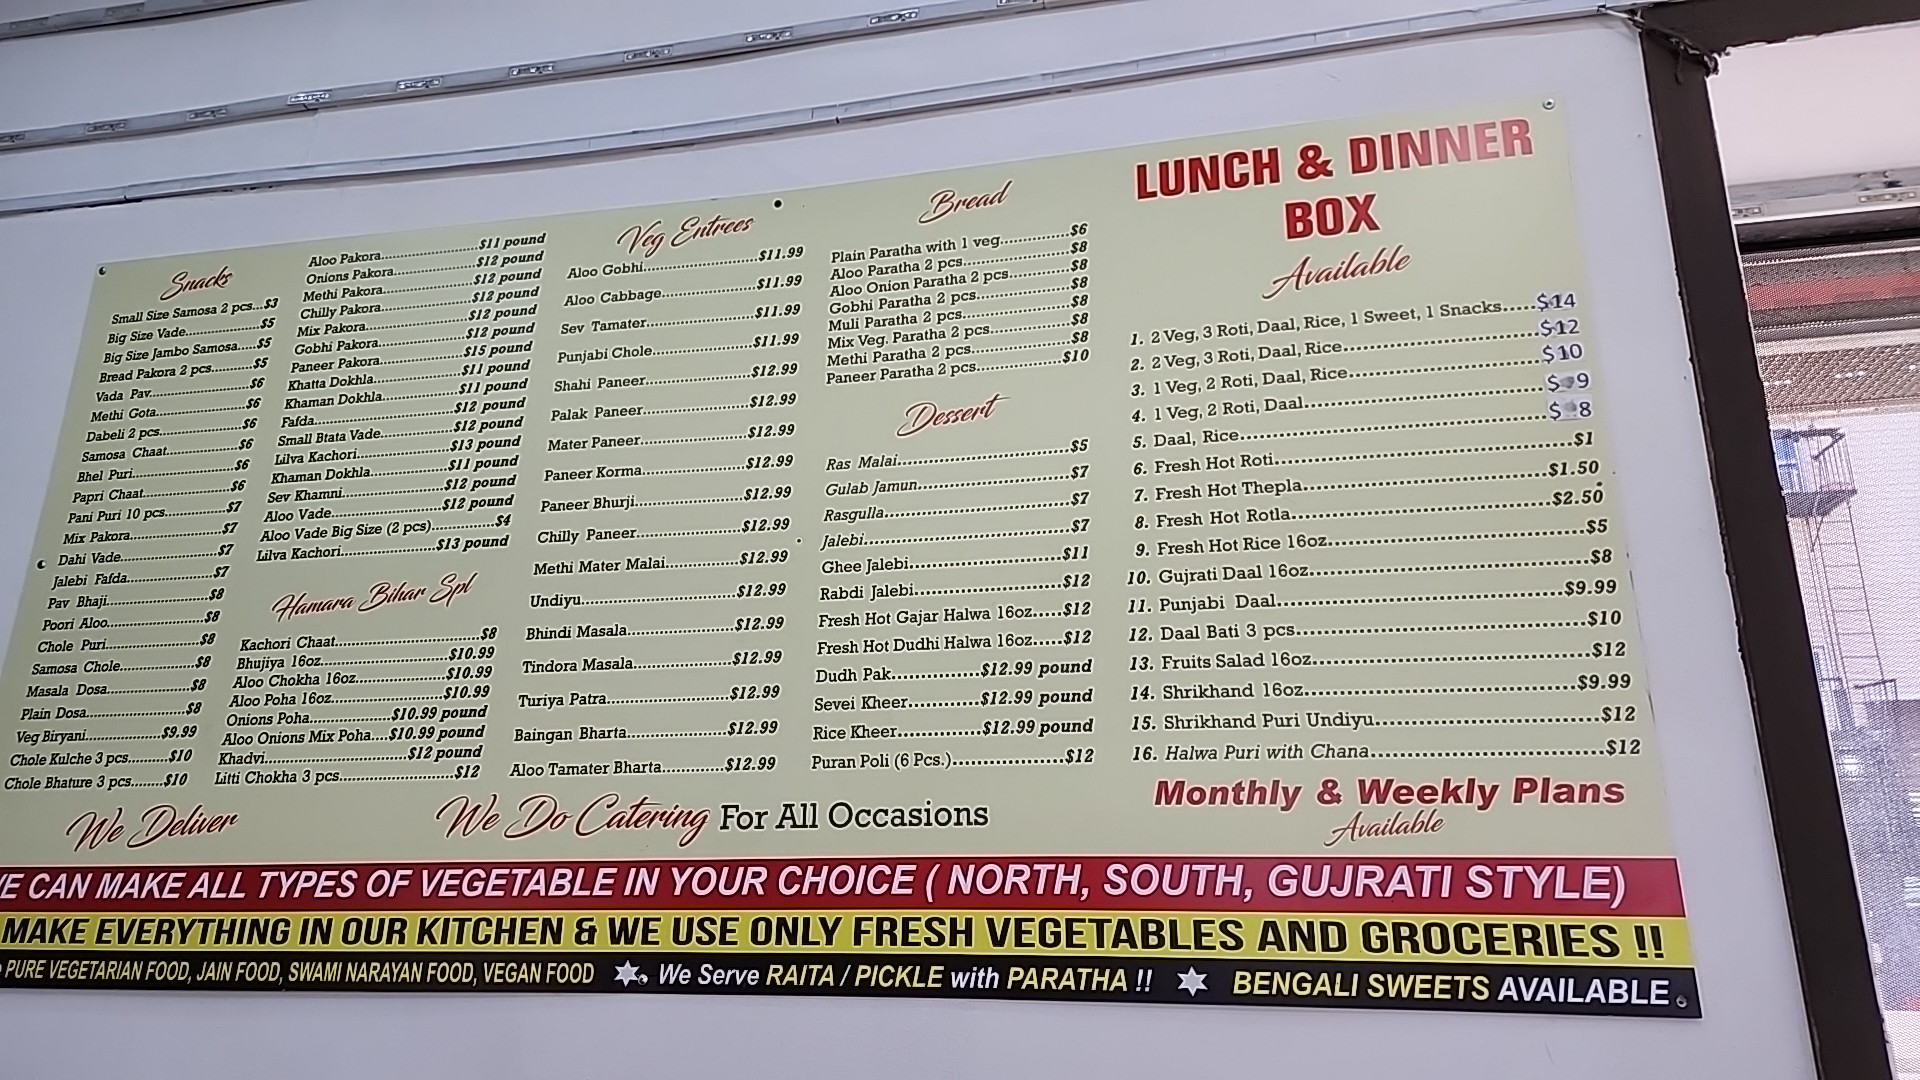 Snacks
Small Size Samosa 2 pcs...$3
Big Size Vade...................$5
Big Size Jambo Samosa.....$5
Bread Pakora 2 pcs...........$5
Vada Pav.........................$6
Methi Gota......................$6
Dabeli 2 pcs.....................$6
Samosa Chaat..................$6
Bhel Puri..........................$6
Papri Chaat......................$6
Pani Puri 10 pcs...............$7
Mix Pakora.......................$7
Dahi Vade........................$7
Jalebi Fafda.....................$7
Pav Bhaji.........................$8
Poori Aloo........................$8
Chole Puri........................$8
Samosa Chole..................$8
Masala Dosa....................$8
Plain Dosa.......................$8
Veg Biryani...................$9.99
Chole Kulche 3 pcs.........$10
Chole Bhature 3 pcs........$10
Aloo Pakora.....................$11 pound
Onions Pakora.................$12 pound
Methi Pakora...................$12 pound
Chilly Pakora...................$12 pound
Mix Pakora......................$12 pound
Gobhi Pakora..................$12 pound
Paneer Pakora................$15 pound
Khatta Dokhla.................$11 pound
Khaman Dokhla..............$11 pound
Fafda..............................$12 pound
Small Btata Vade.............$12 pound
Lilva Kachori...................$13 pound
Khaman Dokhla..............$11 pound
Sev Khamni.....................$12 pound
Aloo Vade.......................$12 pound
Aloo Vade Big Size (2 pcs)...............$4
Lilva Kachori...................$13 pound
Hamara Bihar Spl
Kachori Chaat..........................$8
Bhujiya 16oz.......................$10.99
Aloo Chokha 16oz................$10.99
Aloo Poha 16oz....................$10.99
Onions Poha................$10.99 pound
Aloo Onions Mix Poha....$10.99 pound
Khadvi............................$12 pound
Litti Chokha 3 pcs.........................$12
Veg Entrees
Aloo Gobhi.........................$11.99
Aloo Cabbage.....................$11.99
Sev Tamater.......................$11.99
Punjabi Chole.....................$11.99
Shahi Paneer......................$12.99
Palak Paneer......................$12.99
Mater Paneer......................$12.99
Paneer Korma.....................$12.99
Paneer Bhurji......................$12.99
Chilly Paneer......................$12.99
Methi Mater Malai...............$12.99
Undiyu...............................$12.99
Bhindi Masala.....................$12.99
Tindora Masala...................$12.99
Turiya Patra........................$12.99
Baingan Bharta...................$12.99
Aloo Tamater Bharta............$12.99
Bread
Plain Paratha with 1 veg..............$6
Aloo Paratha 2 pcs.....................$8
Aloo Onion Paratha 2 pcs............$8
Gobhi Paratha 2 pcs...................$8
Muli Paratha 2 pcs.....................$8
Mix Veg. Paratha 2 pcs...............$8
Methi Paratha 2 pcs...................$8
Paneer Paratha 2 pcs.................$10
Dessert
Ras Malai..................................$5
Gulab Jamun.............................$7
Rasgulla....................................$7
Jalebi........................................$7
Ghee Jalebi...............................$11
Rabdi Jalebi..............................$12
Fresh Hot Gajar Halwa 16oz.....$12
Fresh Hot Dudhi Halwa 16oz.....$12
Dudh Pak.............$12.99 pound
Sevei Kheer...........$12.99 pound
Rice Kheer.............$12.99 pound
Puran Poli (6 Pcs.)...................$12
LUNCH & DINNER
BOX
Available
1. 2 Veg, 3 Roti, Daal, Rice, 1 Sweet, 1 Snacks.....$14
2. 2 Veg, 3 Roti, Daal, Rice..............................$12
3. 1 Veg, 2 Roti, Daal, Rice..............................$10
4. 1 Veg, 2 Roti, Daal......................................$9
5. Daal, Rice...................................................$8
6. Fresh Hot Roti.............................................$1
7. Fresh Hot Thepla.........................................$1.50
8. Fresh Hot Rotla...........................................$2.50
9. Fresh Hot Rice 16oz.....................................$5
10. Gujrati Daal 16oz.......................................$8
11. Punjabi Daal..............................................$9.99
12. Daal Bati 3 pcs..........................................$10
13. Fruits Salad 16oz.......................................$12
14. Shrikhand 16oz..........................................$9.99
15. Shrikhand Puri Undiyu................................$12
16. Halwa Puri with Chana................................$12
Monthly & Weekly Plans
Available
We Deliver
We Do Catering For All Occasions
CAN MAKE ALL TYPES OF VEGETABLE IN YOUR CHOICE ( NORTH, SOUTH, GUJRATI STYLE)
MAKE EVERYTHING IN OUR KITCHEN & WE USE ONLY FRESH VEGETABLES AND GROCERIES !!
PURE VEGETARIAN FOOD, JAIN FOOD, SWAMI NARAYAN FOOD, VEGAN FOOD We Serve RAITA / PICKLE with PARATHA !! BENGALI SWEETS AVAILABLE